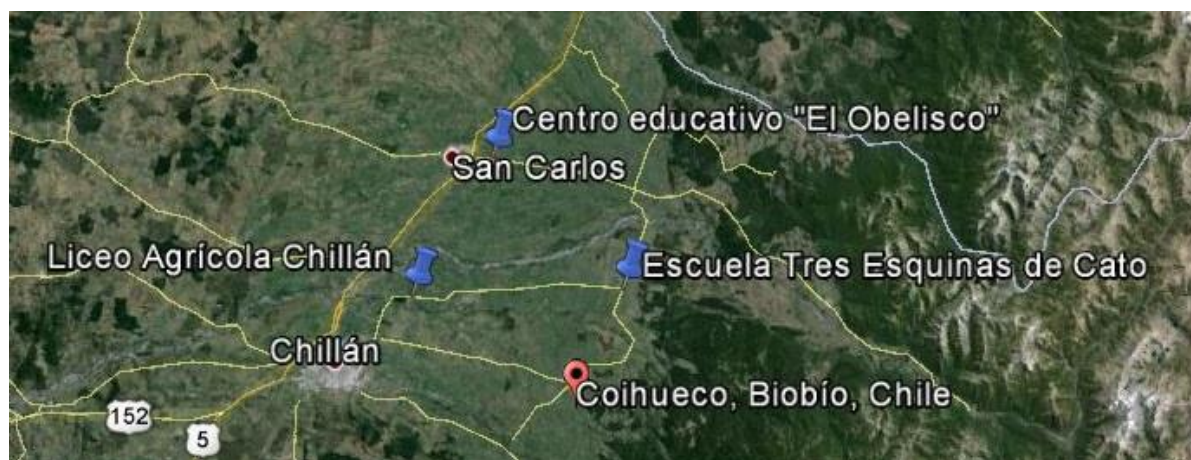 Centro educativo "El Obelisco"
San Carlos
Liceo Agrícola Chillán
Escuela Tres Esquinas de Cato
Chillán
Coihueco, Biobío, Chile
152
5